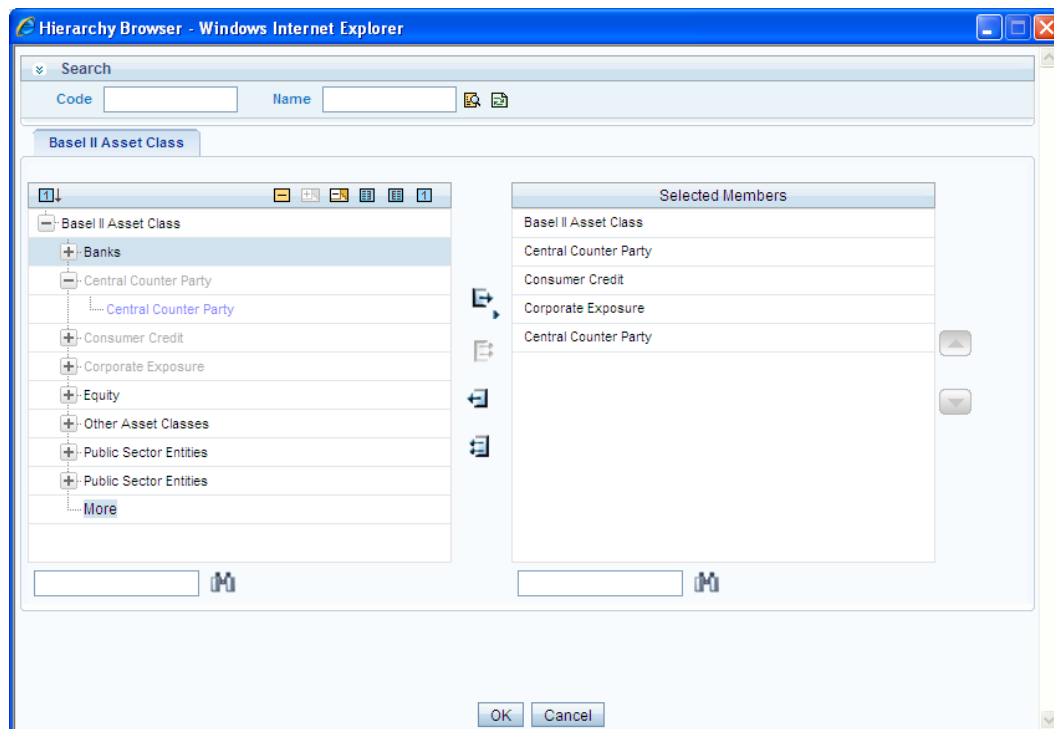 Hierarchy Browser - Windows Internet Explorer
Search
Code Name
Basel II Asset Class
Selected Members
Basel II Asset Class
Banks
Central Counter Party
Central Counter Party
Consumer Credit
Corporate Exposure
Equity
Other Asset Classes
Public Sector Entities
Public Sector Entities
More
Basel II Asset Class
Central Counter Party
Consumer Credit
Corporate Exposure
Central Counter Party
OK Cancel